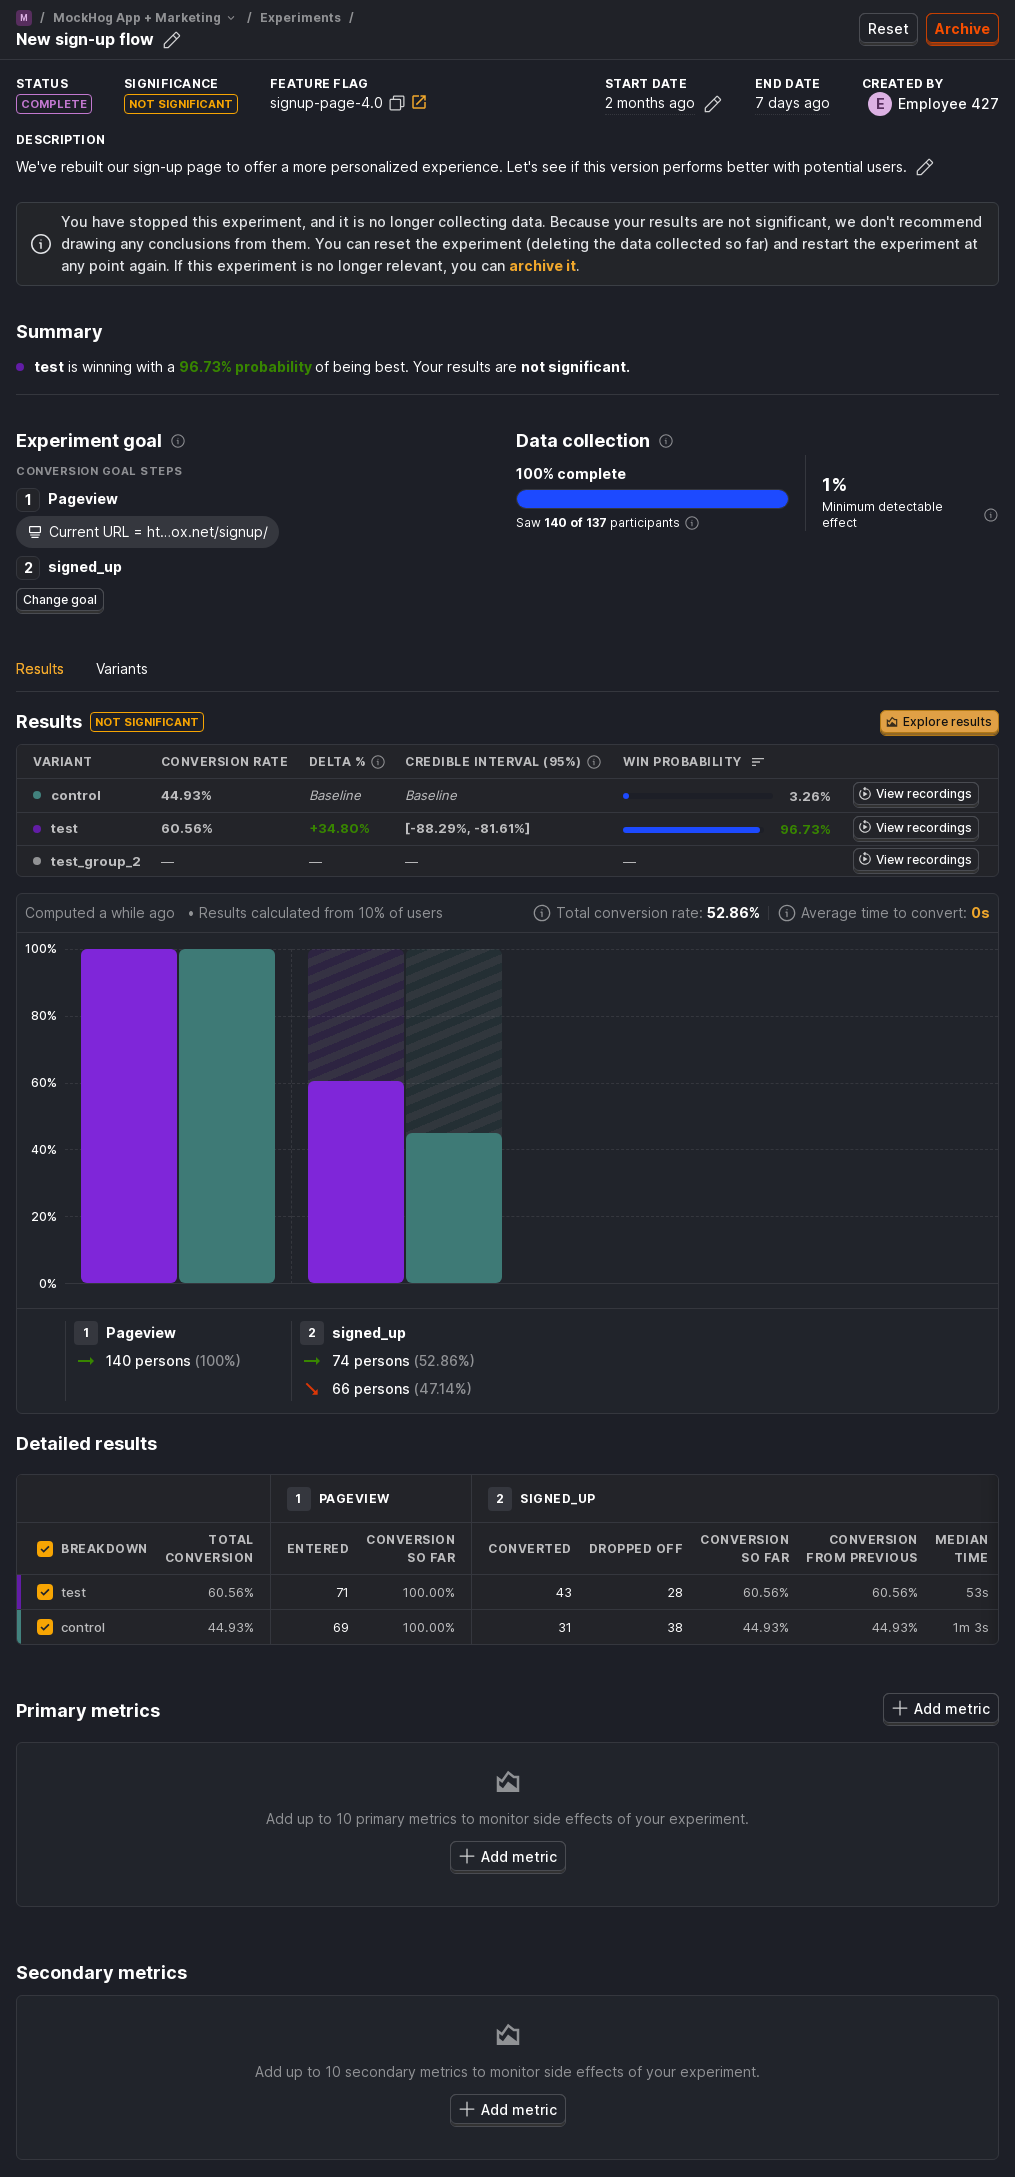 M / MockHog App + Marketing / Experiments /
New sign-up flow
Reset
Archive
STATUS
COMPLETE
SIGNIFICANCE
NOT SIGNIFICANT
FEATURE FLAG
signup-page-4.0
START DATE
2 months ago
END DATE
7 days ago
CREATED BY
E Employee 427
DESCRIPTION
We've rebuilt our sign-up page to offer a more personalized experience. Let's see if this version performs better with potential users.
You have stopped this experiment, and it is no longer collecting data. Because your results are not significant, we don't recommend
drawing any conclusions from them. You can reset the experiment (deleting the data collected so far) and restart the experiment at
any point again. If this experiment is no longer relevant, you can archive it.
Summary
test is winning with a 96.73% probability of being best. Your results are not significant.
Experiment goal
CONVERSION GOAL STEPS
1 Pageview
Current URL = ht...ox.net/signup/
2 signed_up
Change goal
Data collection
100% complete
Saw 140 of 137 participants
1%
Minimum detectable
effect
Results Variants
Results NOT SIGNIFICANT
Explore results
VARIANT CONVERSION RATE DELTA % CREDIBLE INTERVAL (95%) WIN PROBABILITY
control 44.93% Baseline Baseline 3.26% View recordings
test 60.56% +34.80% [-88.29%, -81.61%] 96.73% View recordings
test_group_2 — — — — View recordings
Computed a while ago • Results calculated from 10% of users
Total conversion rate: 52.86% Average time to convert: 0s
100%
80%
60%
40%
20%
0%
1 Pageview
140 persons (100%)
2 signed_up
74 persons (52.86%)
66 persons (47.14%)
Detailed results
1 PAGEVIEW 2 SIGNED_UP
BREAKDOWN
TOTAL
CONVERSION
ENTERED
CONVERSION
SO FAR
CONVERTED
DROPPED OFF
CONVERSION
SO FAR
CONVERSION
FROM PREVIOUS
MEDIAN
TIME
test 60.56% 71 100.00% 43 28 60.56% 60.56% 53s
control 44.93% 69 100.00% 31 38 44.93% 44.93% 1m 3s
Primary metrics
Add metric
Add up to 10 primary metrics to monitor side effects of your experiment.
Add metric
Secondary metrics
Add up to 10 secondary metrics to monitor side effects of your experiment.
Add metric